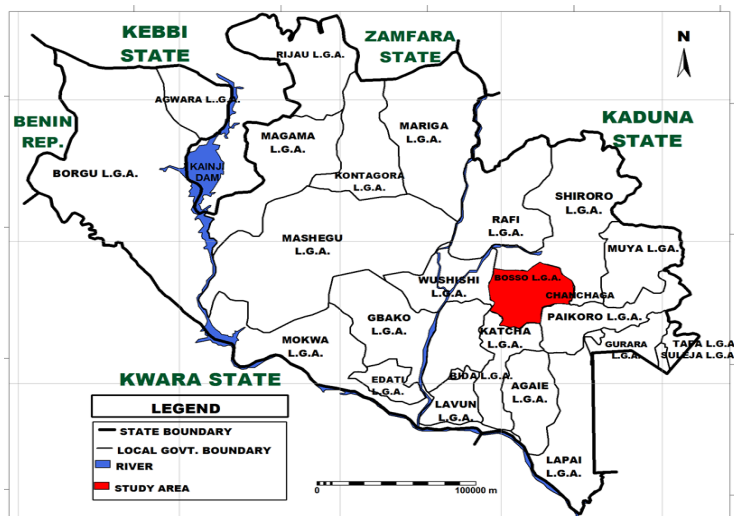 KEBBI
STATE
ZAMFARA
STATE
N
RIJAU L.G.A.
AGWARA L..G.A.
BENIN
REP.
MAGAMA
L.G.A.
MARIGA
L.G.A.
KADUNA
STATE
BORGU L.G.A.
KAINJI
DAM
KONTAGORA
L.G.A.
SHIRORO
L.G.A.
RAFI
L.G.A.
MASHEGU
L.G.A.
MUYA L.GA.
WUSHISHI
L.G.A.
BOSSO L.G.A.
CHANCHAGA
GBAKO
L.G.A.
PAIKORO L.G.A.
MOKWA
L.G.A.
KATCHA
L.G.A.
GURARA
L.G.A.
TAFA L.G.A
SULEJA L.G.A.
KWARA STATE
EDATU
L.G.A.
BIDA L.G.A.
AGAIE
L.G.A.
LAVUN
L.G.A.
LAPAI
L.G.A.
LEGEND
STATE BOUNDARY
LOCAL GOVT. BOUNDARY
RIVER
STUDY AREA
0 100000 m